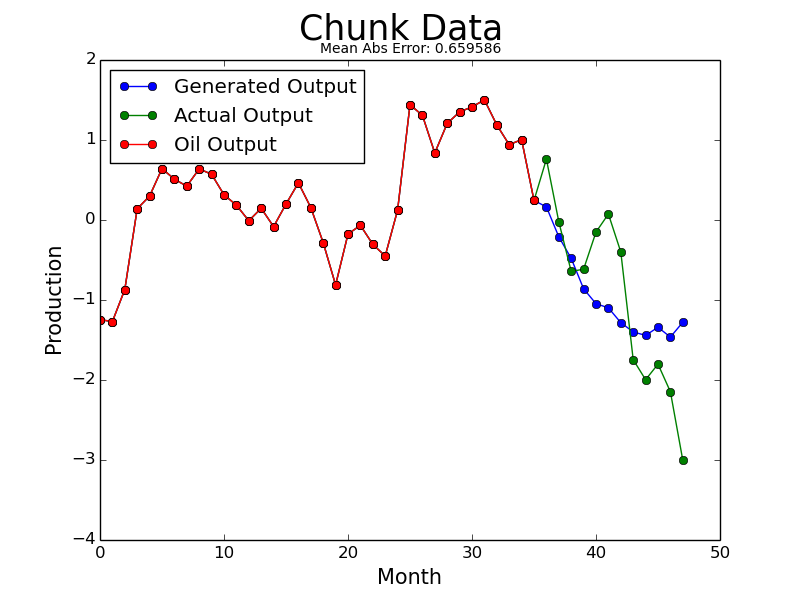 Chunk Data
Mean Abs Error: 0.659586
Generated Output
Actual Output
Oil Output
Production
2
1
0
−1
−2
−3
−4
0 10 20 30 40 50
Month